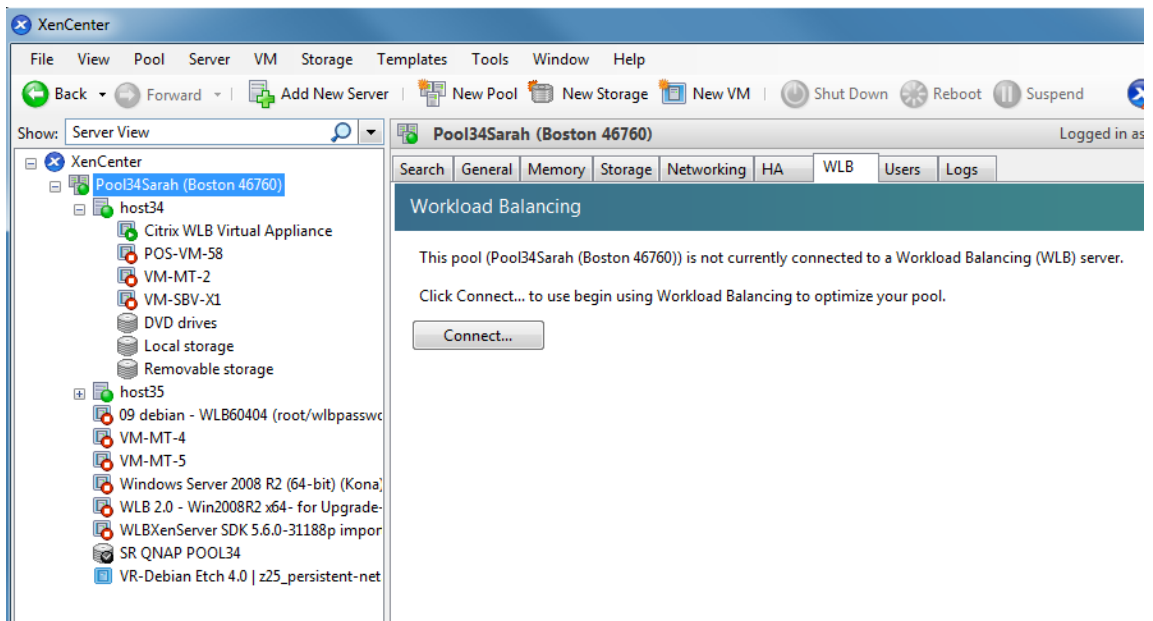 XenCenter
File View Pool Server VM Storage Templates Tools Window Help
Back Forward Add New Server New Pool New Storage New VM Shut Down Reboot Suspend
Show: Server View
Pool34Sarah (Boston 46760) Logged in as
Search General Memory Storage Networking HA WLB Users Logs
XenCenter
Pool34Sarah (Boston 46760)
host34
Citrix WLB Virtual Appliance
POS-VM-58
VM-MT-2
VM-SBV-X1
DVD drives
Local storage
Removable storage
host35
09 debian - WLB60404 (root/wlbpasswo
VM-MT-4
VM-MT-5
Windows Server 2008 R2 (64-bit) (Kona)
WLB 2.0 - Win2008R2 x64- for Upgrade-
WLBXenServer SDK 5.6.0-31188p impor
SR QNAP POOL34
VR-Debian Etch 4.0 | z25_persistent-net
Workload Balancing
This pool (Pool34Sarah (Boston 46760)) is not currently connected to a Workload Balancing (WLB) server.
Click Connect... to use begin using Workload Balancing to optimize your pool.
Connect...